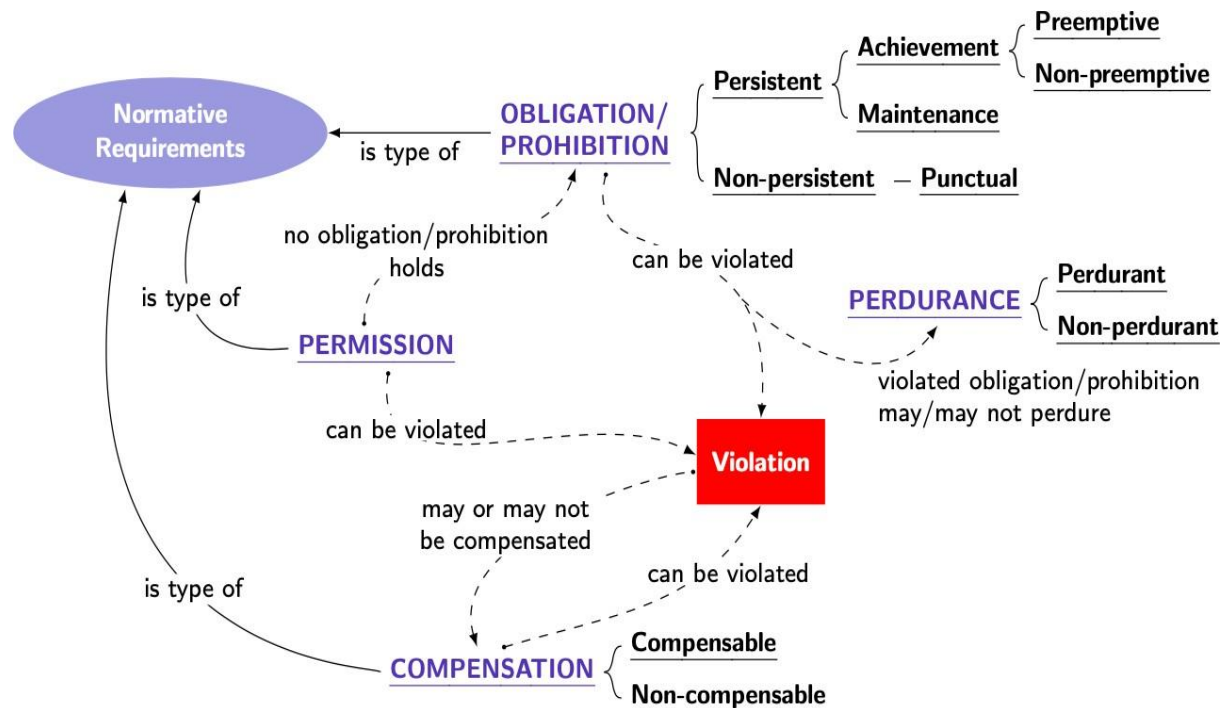 Normative
Requirements
is type of
OBLIGATION/
PROHIBITION
Persistent
Achievement
Preemptive
Non-preemptive
Maintenance
Non-persistent – Punctual
no obligation/prohibition
holds
can be violated
is type of
PERMISSION
PERDURANCE
Perdurant
Non-perdurant
violated obligation/prohibition
may/may not perdure
can be violated
Violation
may or may not
be compensated
can be violated
is type of
COMPENSATION
Compensable
Non-compensable